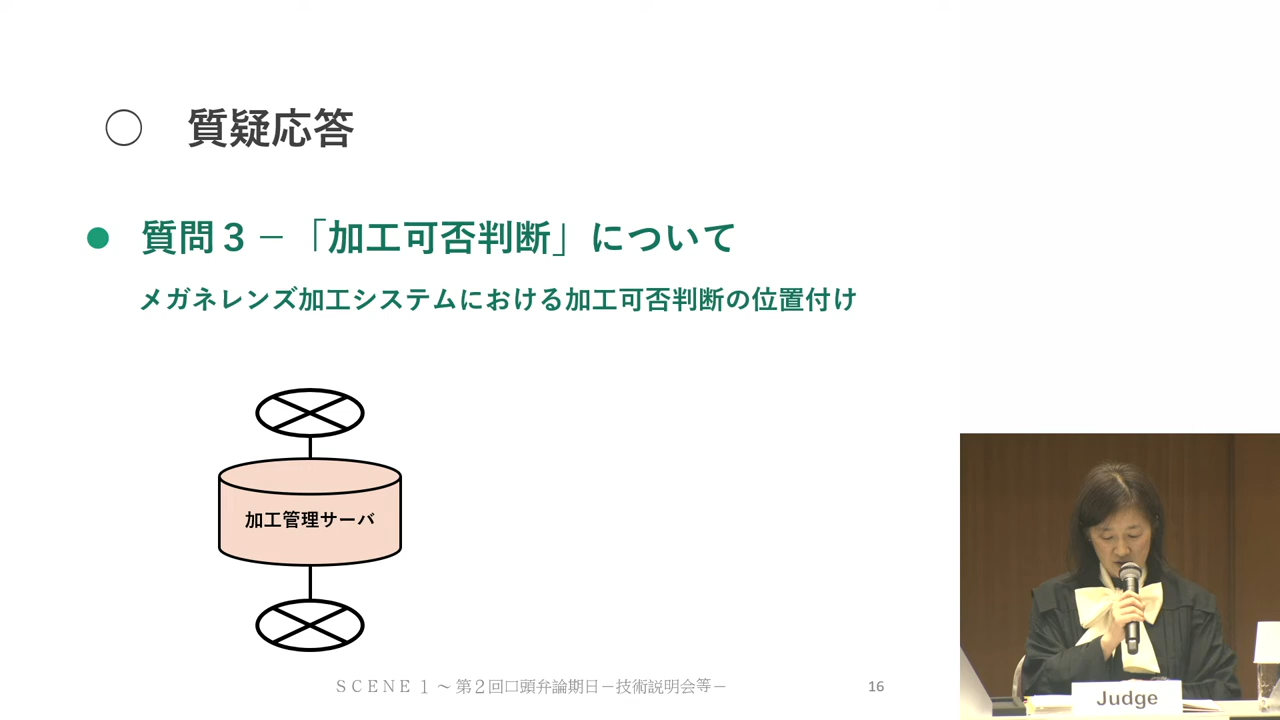 ○ 質疑応答
● 質問３－「加工可否判断」について
メガネレンズ加工システムにおける加工可否判断の位置付け
加工管理サーバ
ＳＣＥＮＥ １ ～ 第２回口頭弁論期日－技術説明会等－
16
Judge